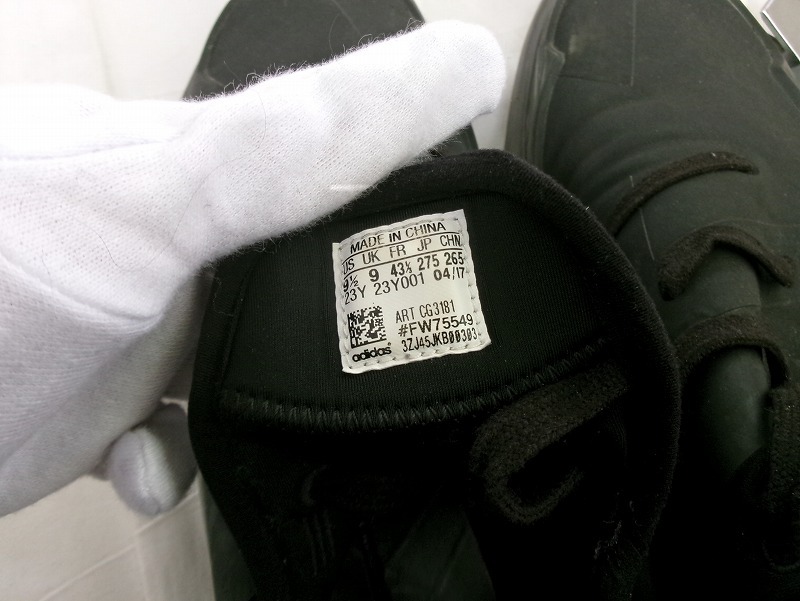 MADE IN CHINA
US UK FR JP CHN
9½ 9 43⅓ 275 265
23Y 23Y001 04/17
ART CG3181
#FW75549
adidas 3ZJ45JKB00303